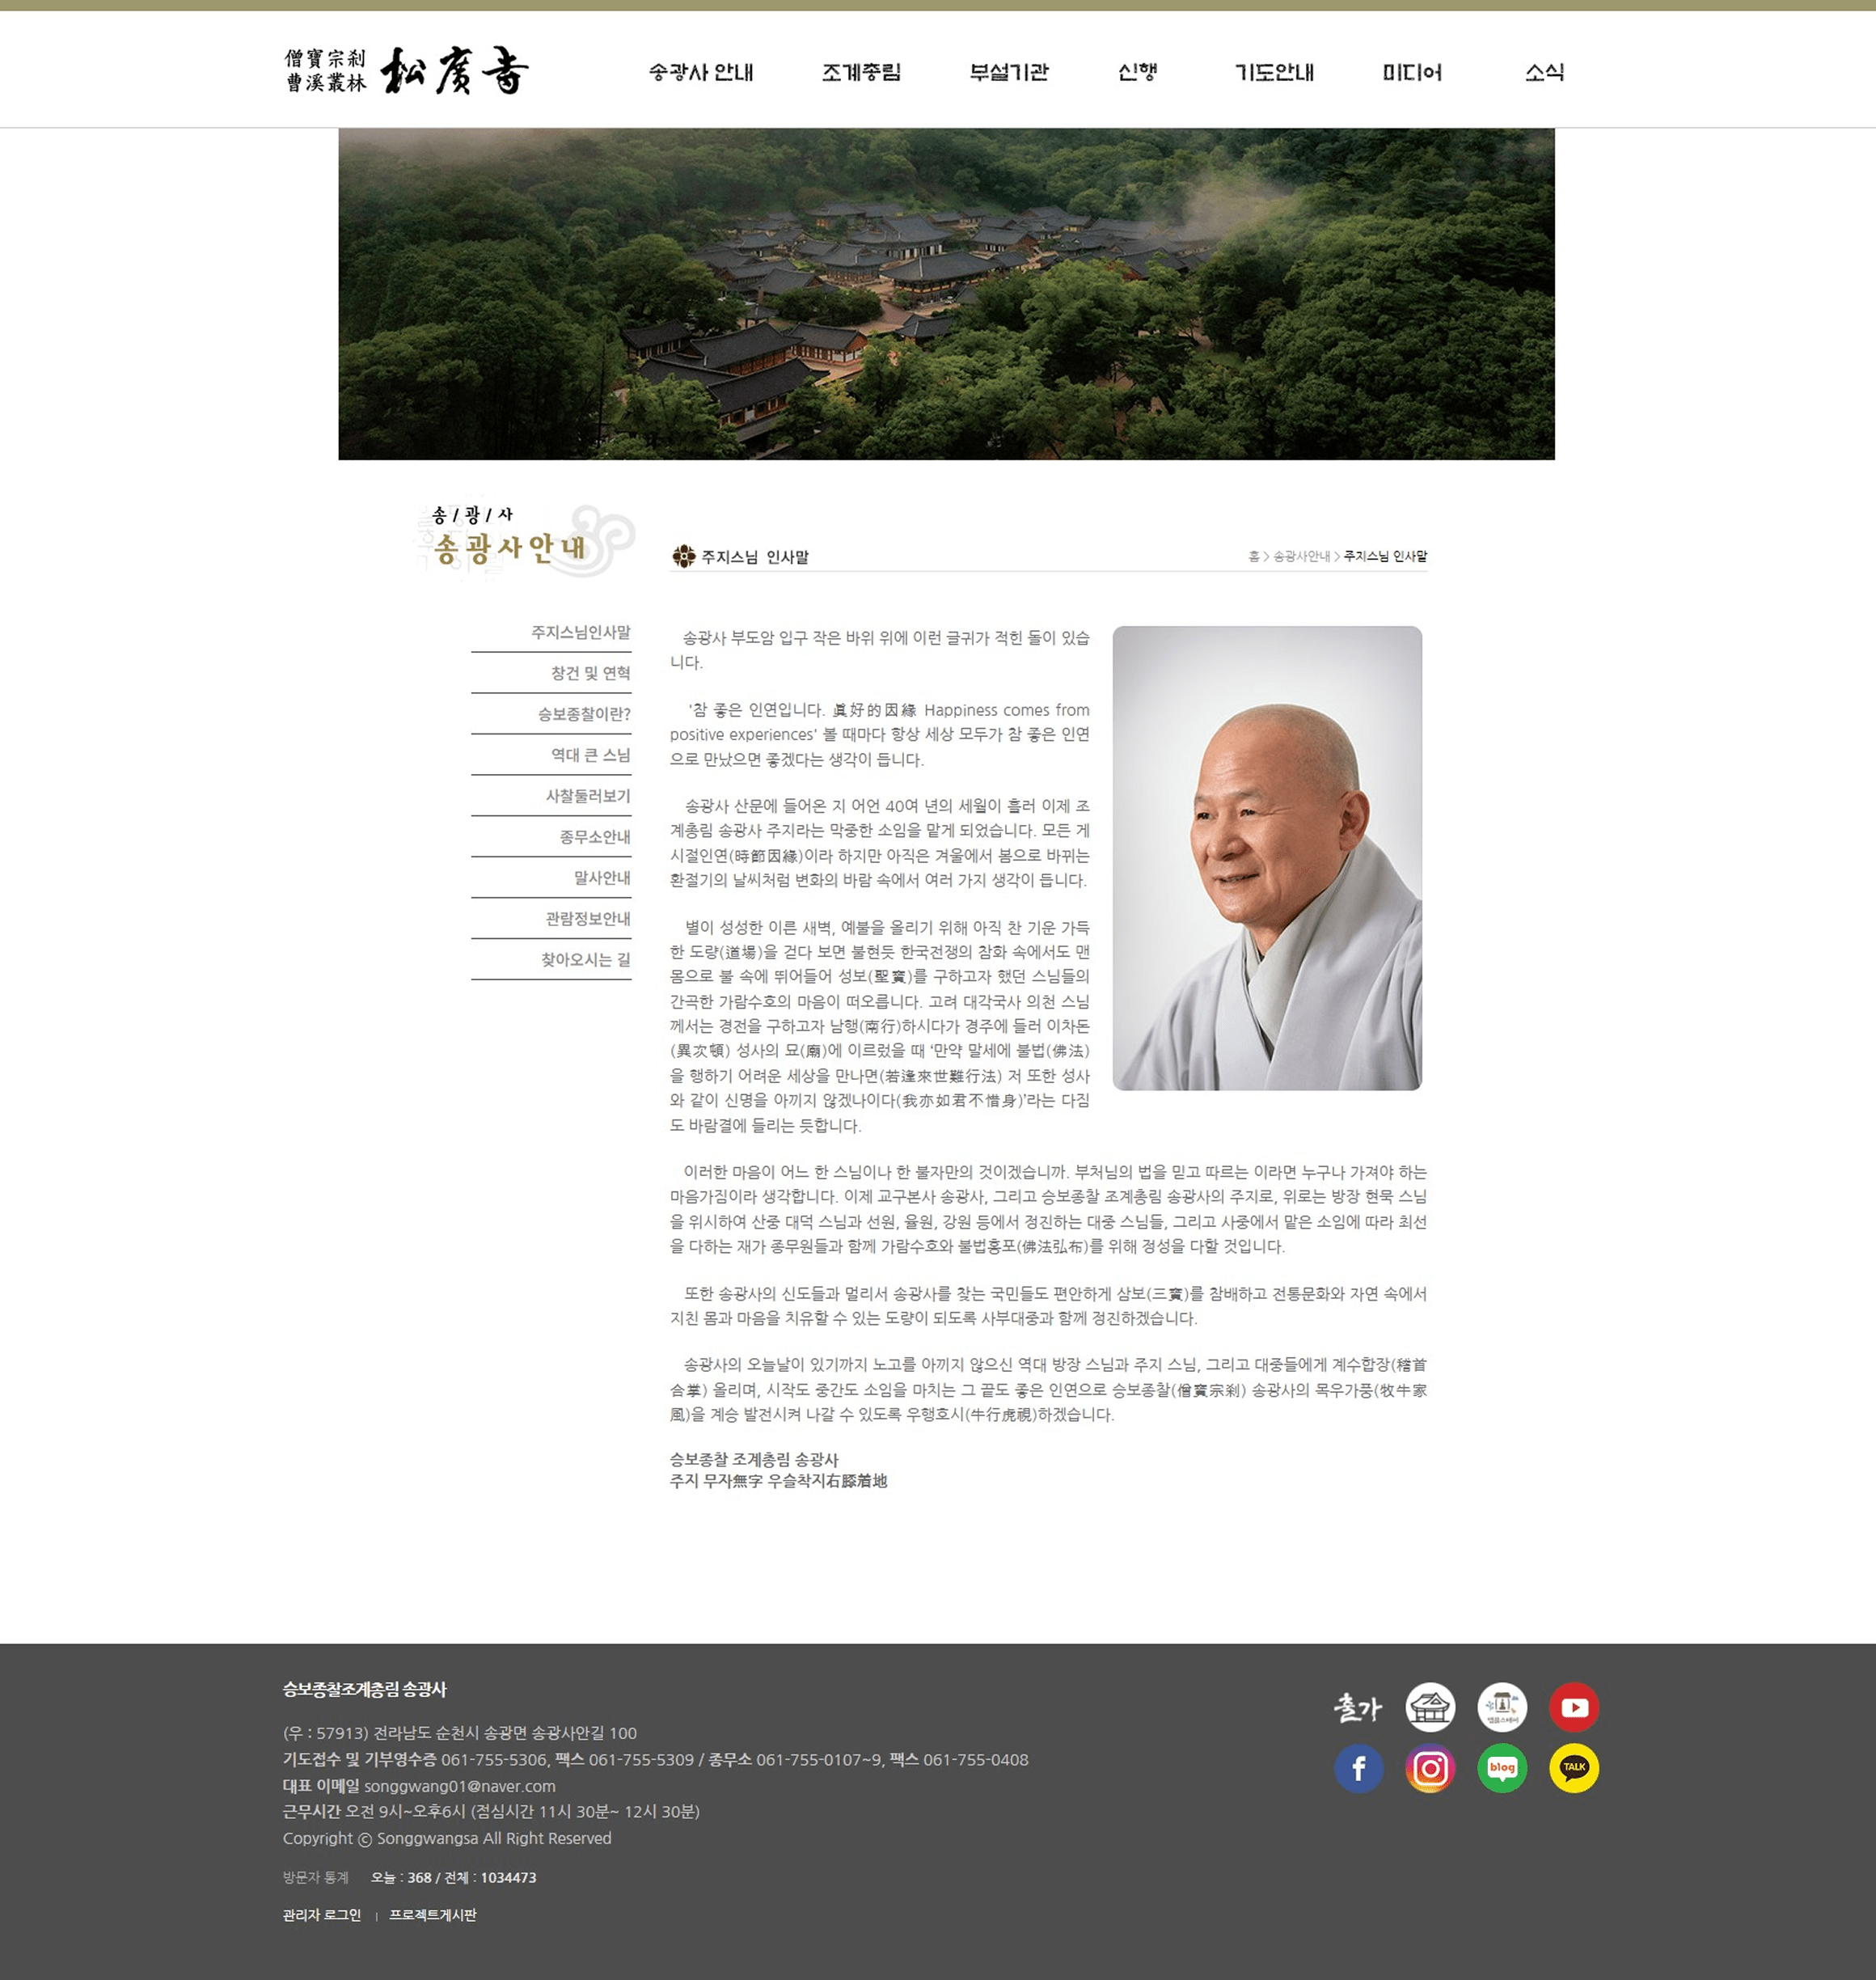 僧寶宗刹
曹溪叢林
松廣寺
송광사 안내
조계총림
부설기관
신행
기도안내
미디어
소식
송/광/사
송광사안내
주지스님 인사말
홈 > 송광사안내 > 주지스님 인사말
주지스님인사말
창건 및 연혁
승보종찰이란?
역대 큰 스님
사찰둘러보기
종무소안내
말사안내
관람정보안내
찾아오시는 길
송광사 부도암 입구 작은 바위 위에 이런 글귀가 적힌 돌이 있습
니다.
'참 좋은 인연입니다. 眞好的因緣 Happiness comes from
positive experiences' 볼 때마다 항상 세상 모두가 참 좋은 인연
으로 만났으면 좋겠다는 생각이 듭니다.
송광사 산문에 들어온 지 어언 40여 년의 세월이 흘러 이제 조
계총림 송광사 주지라는 막중한 소임을 맡게 되었습니다. 모든 게
시절인연(時節因緣)이라 하지만 아직은 겨울에서 봄으로 바뀌는
환절기의 날씨처럼 변화의 바람 속에서 여러 가지 생각이 듭니다.
별이 성성한 이른 새벽, 예불을 올리기 위해 아직 찬 기운 가득
한 도량(道場)을 걷다 보면 불현듯 한국전쟁의 참화 속에서도 맨
몸으로 불 속에 뛰어들어 성보(聖寶)를 구하고자 했던 스님들의
간곡한 가람수호의 마음이 떠오릅니다. 고려 대각국사 의천 스님
께서는 경전을 구하고자 남행(南行)하시다가 경주에 들러 이차돈
(異次頓) 성사의 묘(廟)에 이르렀을 때 '만약 말세에 불법(佛法)
을 행하기 어려운 세상을 만나면(若逢來世難行法) 저 또한 성사
와 같이 신명을 아끼지 않겠나이다(我亦如君不惜身)'라는 다짐
도 바람결에 들리는 듯합니다.
이러한 마음이 어느 한 스님이나 한 불자만의 것이겠습니까. 부처님의 법을 믿고 따르는 이라면 누구나 가져야 하는
마음가짐이라 생각합니다. 이제 교구본사 송광사, 그리고 승보종찰 조계총림 송광사의 주지로, 위로는 방장 현묵 스님
을 위시하여 산중 대덕 스님과 선원, 율원, 강원 등에서 정진하는 대중 스님들, 그리고 사중에서 맡은 소임에 따라 최선
을 다하는 재가 종무원들과 함께 가람수호와 불법홍포(佛法弘布)를 위해 정성을 다할 것입니다.
또한 송광사의 신도들과 멀리서 송광사를 찾는 국민들도 편안하게 삼보(三寶)를 참배하고 전통문화와 자연 속에서
지친 몸과 마음을 치유할 수 있는 도량이 되도록 사부대중과 함께 정진하겠습니다.
송광사의 오늘날이 있기까지 노고를 아끼지 않으신 역대 방장 스님과 주지 스님, 그리고 대중들에게 계수합장(稽首
合掌) 올리며, 시작도 중간도 소임을 마치는 그 끝도 좋은 인연으로 승보종찰(僧寶宗刹) 송광사의 목우가풍(牧牛家
風)을 계승 발전시켜 나갈 수 있도록 우행호시(牛行虎視)하겠습니다.
승보종찰 조계총림 송광사
주지 무자無字 우슬착지右膝着地
승보종찰조계총림 송광사
(우 : 57913) 전라남도 순천시 송광면 송광사안길 100
기도접수 및 기부영수증 061-755-5306, 팩스 061-755-5309 / 종무소 061-755-0107~9, 팩스 061-755-0408
대표 이메일 songgwang01@naver.com
근무시간 오전 9시~오후6시 (점심시간 11시 30분~ 12시 30분)
Copyright ⓒ Songgwangsa All Right Reserved
방문자 통계 오늘 : 368 / 전체 : 1034473
관리자 로그인 | 프로젝트게시판
출가
템플스테이
blog
TALK